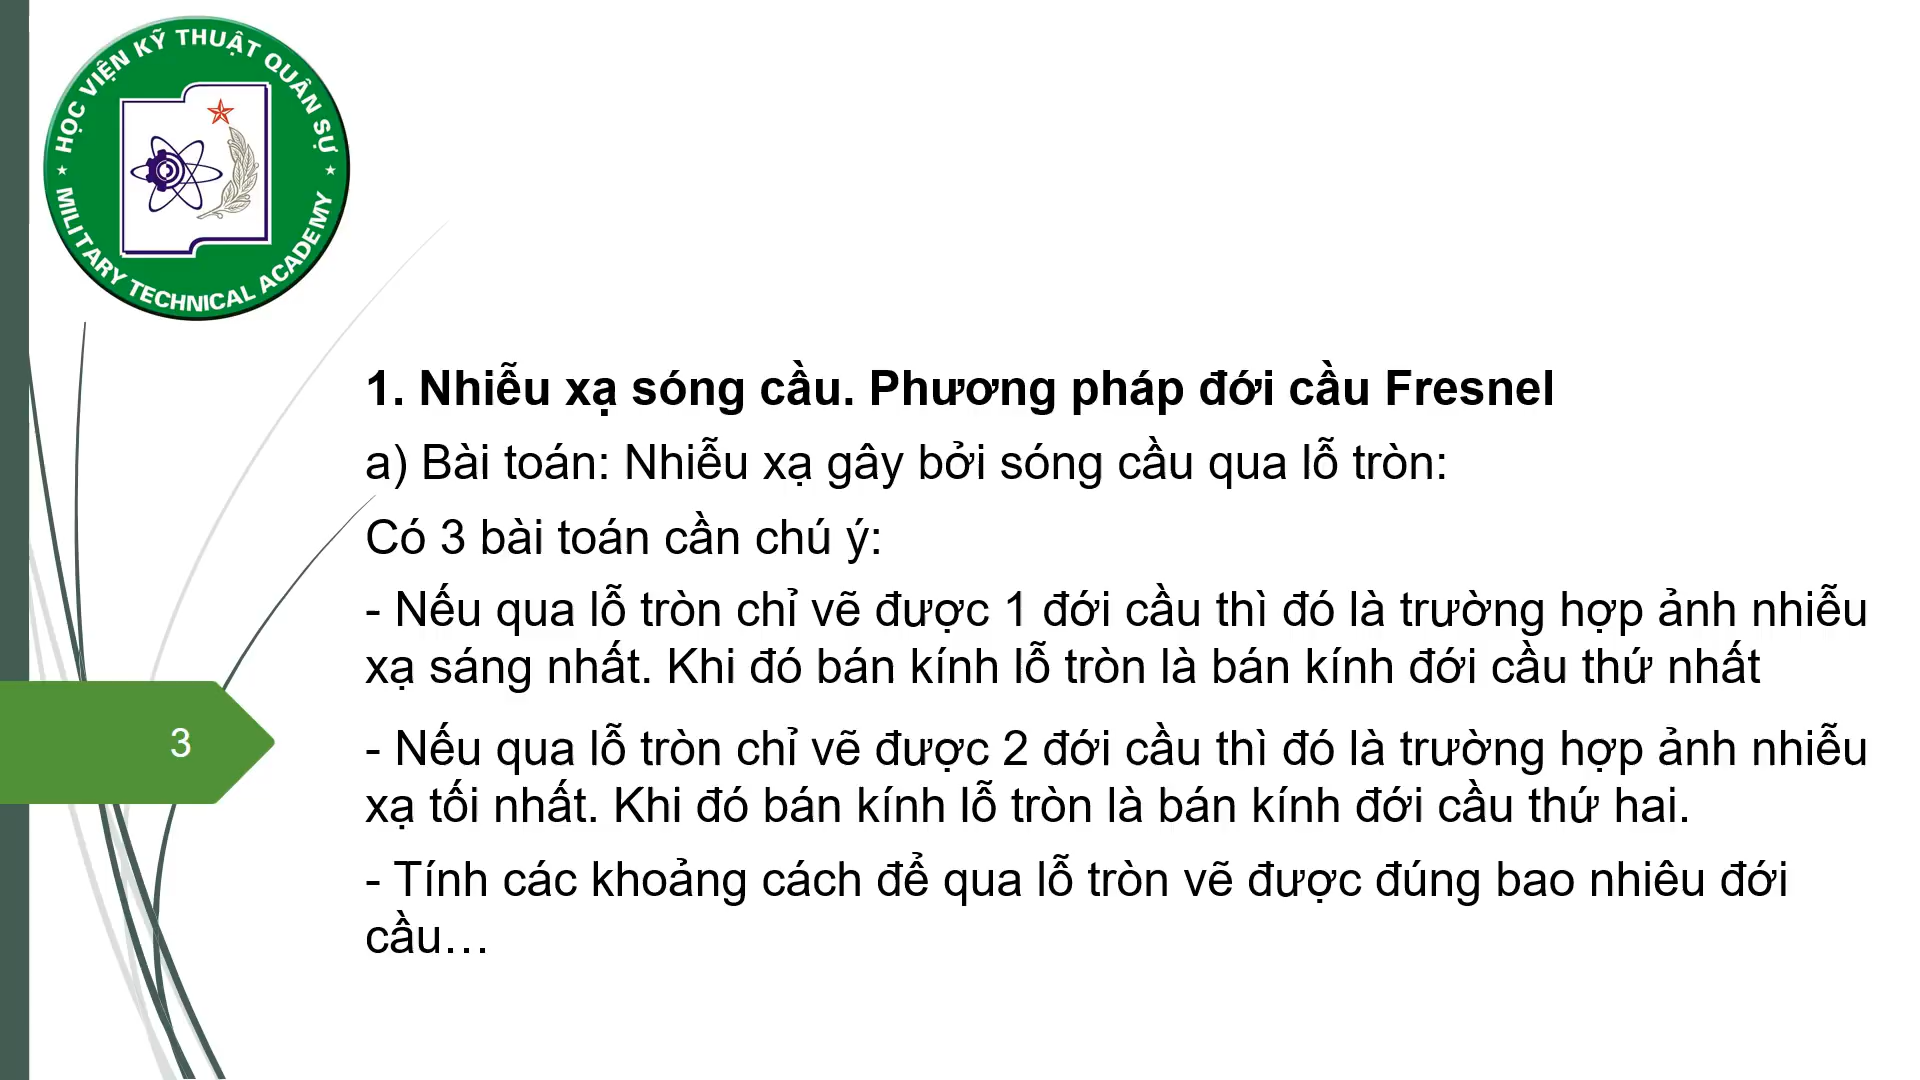 HỌC VIỆN KỸ THUẬT QUÂN SỰ
MILITARY TECHNICAL ACADEMY
1. Nhiễu xạ sóng cầu. Phương pháp đới cầu Fresnel
a) Bài toán: Nhiễu xạ gây bởi sóng cầu qua lỗ tròn:
Có 3 bài toán cần chú ý:
- Nếu qua lỗ tròn chỉ vẽ được 1 đới cầu thì đó là trường hợp ảnh nhiễu
xạ sáng nhất. Khi đó bán kính lỗ tròn là bán kính đới cầu thứ nhất
3
- Nếu qua lỗ tròn chỉ vẽ được 2 đới cầu thì đó là trường hợp ảnh nhiễu
xạ tối nhất. Khi đó bán kính lỗ tròn là bán kính đới cầu thứ hai.
- Tính các khoảng cách để qua lỗ tròn vẽ được đúng bao nhiêu đới
cầu…